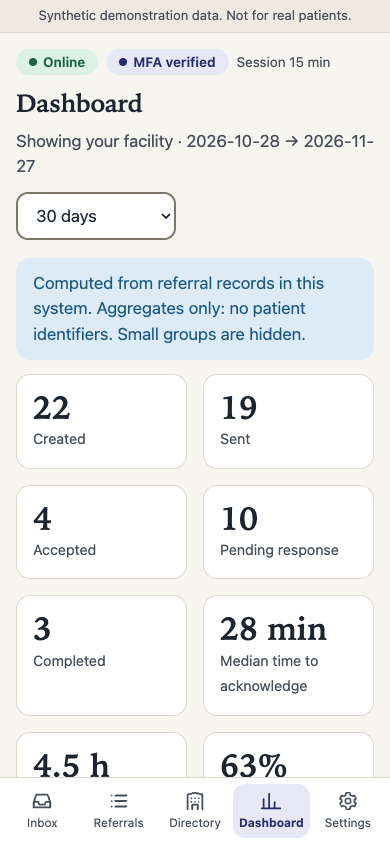 Synthetic demonstration data. Not for real patients.
Online
MFA verified
Session 15 min
Dashboard
Showing your facility · 2026-10-28 → 2026-11-
27
30 days
Computed from referral records in this
system. Aggregates only: no patient
identifiers. Small groups are hidden.
22
Created
19
Sent
4
Accepted
10
Pending response
3
Completed
28 min
Median time to
acknowledge
4.5 h
63%
Inbox
Referrals
Directory
Dashboard
Settings